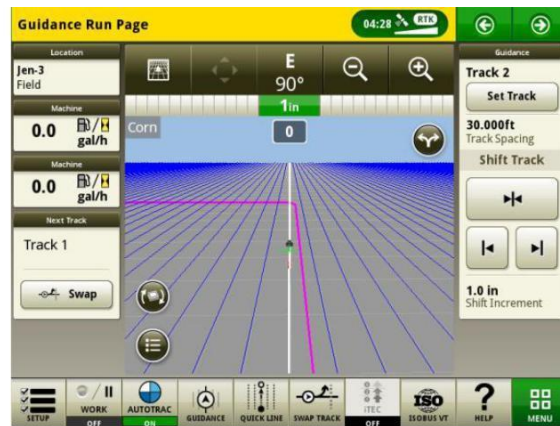 Guidance Run Page
04:28 RTK
Location
Jen-3
Field
Machine
0.0 gal/h
Machine
0.0 gal/h
Next Track
Track 1
Swap
E
90°
1in
Corn
0
Guidance
Track 2
Set Track
30.000ft
Track Spacing
Shift Track
1.0 in
Shift Increment
SETUP
WORK
OFF
AUTOTRAC
ON
GUIDANCE
QUICK LINE
SWAP TRACK
iTEC
OFF
ISO
ISOBUS VT
?
HELP
MENU